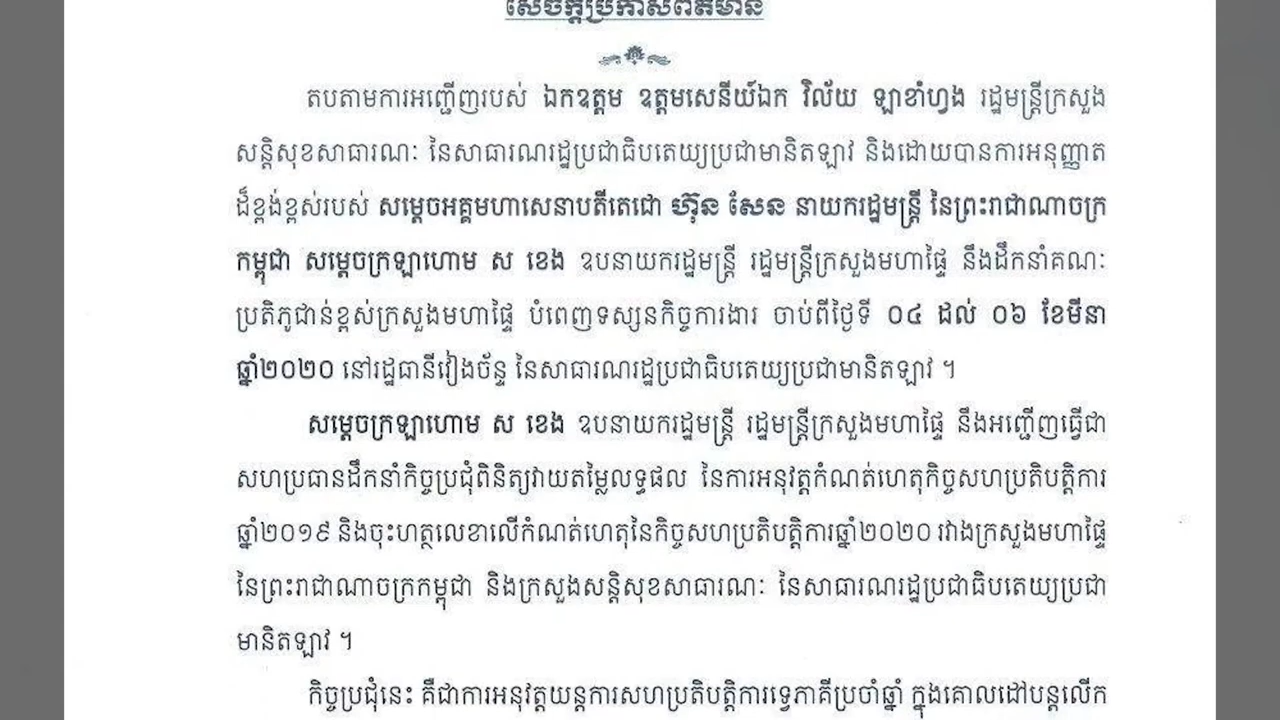 សេចក្តីប្រកាសព័ត៌មាន
តបតាមការអញ្ជើញរបស់ ឯកឧត្តម ឧត្តមសេនីយ៍ឯក វិល័យ ឡាខាំហ្វង រដ្ឋមន្ត្រីក្រសួង
សន្តិសុខសាធារណៈ នៃសាធារណរដ្ឋប្រជាធិបតេយ្យប្រជាមានិតឡាវ និងដោយបានការអនុញ្ញាត
ដ៏ខ្ពង់ខ្ពស់របស់ សម្តេចអគ្គមហាសេនាបតីតេជោ ហ៊ុន សែន នាយករដ្ឋមន្ត្រី នៃព្រះរាជាណាចក្រ
កម្ពុជា សម្តេចក្រឡាហោម ស ខេង ឧបនាយករដ្ឋមន្ត្រី រដ្ឋមន្ត្រីក្រសួងមហាផ្ទៃ នឹងដឹកនាំគណៈ
ប្រតិភូជាន់ខ្ពស់ក្រសួងមហាផ្ទៃ បំពេញទស្សនកិច្ចការងារ ចាប់ពីថ្ងៃទី ០៤ ដល់ ០៦ ខែមីនា
ឆ្នាំ២០២០ នៅរដ្ឋធានីវៀងច័ន្ទ នៃសាធារណរដ្ឋប្រជាធិបតេយ្យប្រជាមានិតឡាវ ។
សម្តេចក្រឡាហោម ស ខេង ឧបនាយករដ្ឋមន្ត្រី រដ្ឋមន្ត្រីក្រសួងមហាផ្ទៃ នឹងអញ្ជើញធ្វើជា
សហប្រធានដឹកនាំកិច្ចប្រជុំពិនិត្យវាយតម្លៃលទ្ធផល នៃការអនុវត្តកំណត់ហេតុកិច្ចសហប្រតិបត្តិការ
ឆ្នាំ២០១៩ និងចុះហត្ថលេខាលើកំណត់ហេតុនៃកិច្ចសហប្រតិបត្តិការឆ្នាំ២០២០ រវាងក្រសួងមហាផ្ទៃ
នៃព្រះរាជាណាចក្រកម្ពុជា និងក្រសួងសន្តិសុខសាធារណៈ នៃសាធារណរដ្ឋប្រជាធិបតេយ្យប្រជា
មានិតឡាវ ។
កិច្ចប្រជុំនេះ គឺជាការអនុវត្តយន្តការសហប្រតិបត្តិការទ្វេភាគីប្រចាំឆ្នាំ ក្នុងគោលដៅបន្តលើក